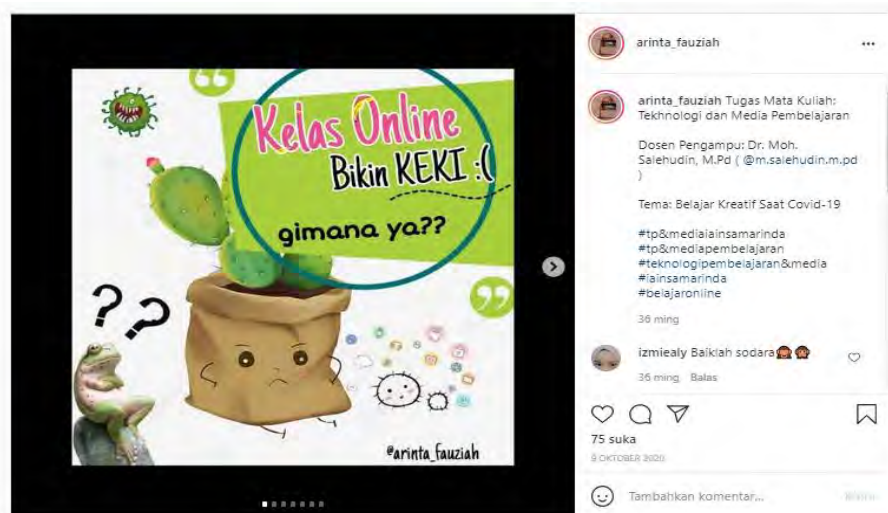 Kelas Online
Bikin KEKI :(
gimana ya??
??
@arinta_fauziah
arinta_fauziah
arinta_fauziah Tugas Mata Kuliah:
Tekhnologi dan Media Pembelajaran
Dosen Pengampu: Dr. Moh.
Salehudin, M.Pd ( @m.salehudin.m.pd
)
Tema: Belajar Kreatif Saat Covid-19
#tp&mediaiainsamarinda
#tp&mediapembelajaran
#teknologipembelajaran&media
#iainsamarinda
#belajaronline
36 ming
izmiealy Baiklah sodara
36 ming Balas
75 suka
9 OKTOBER 2020
Tambahkan komentar...